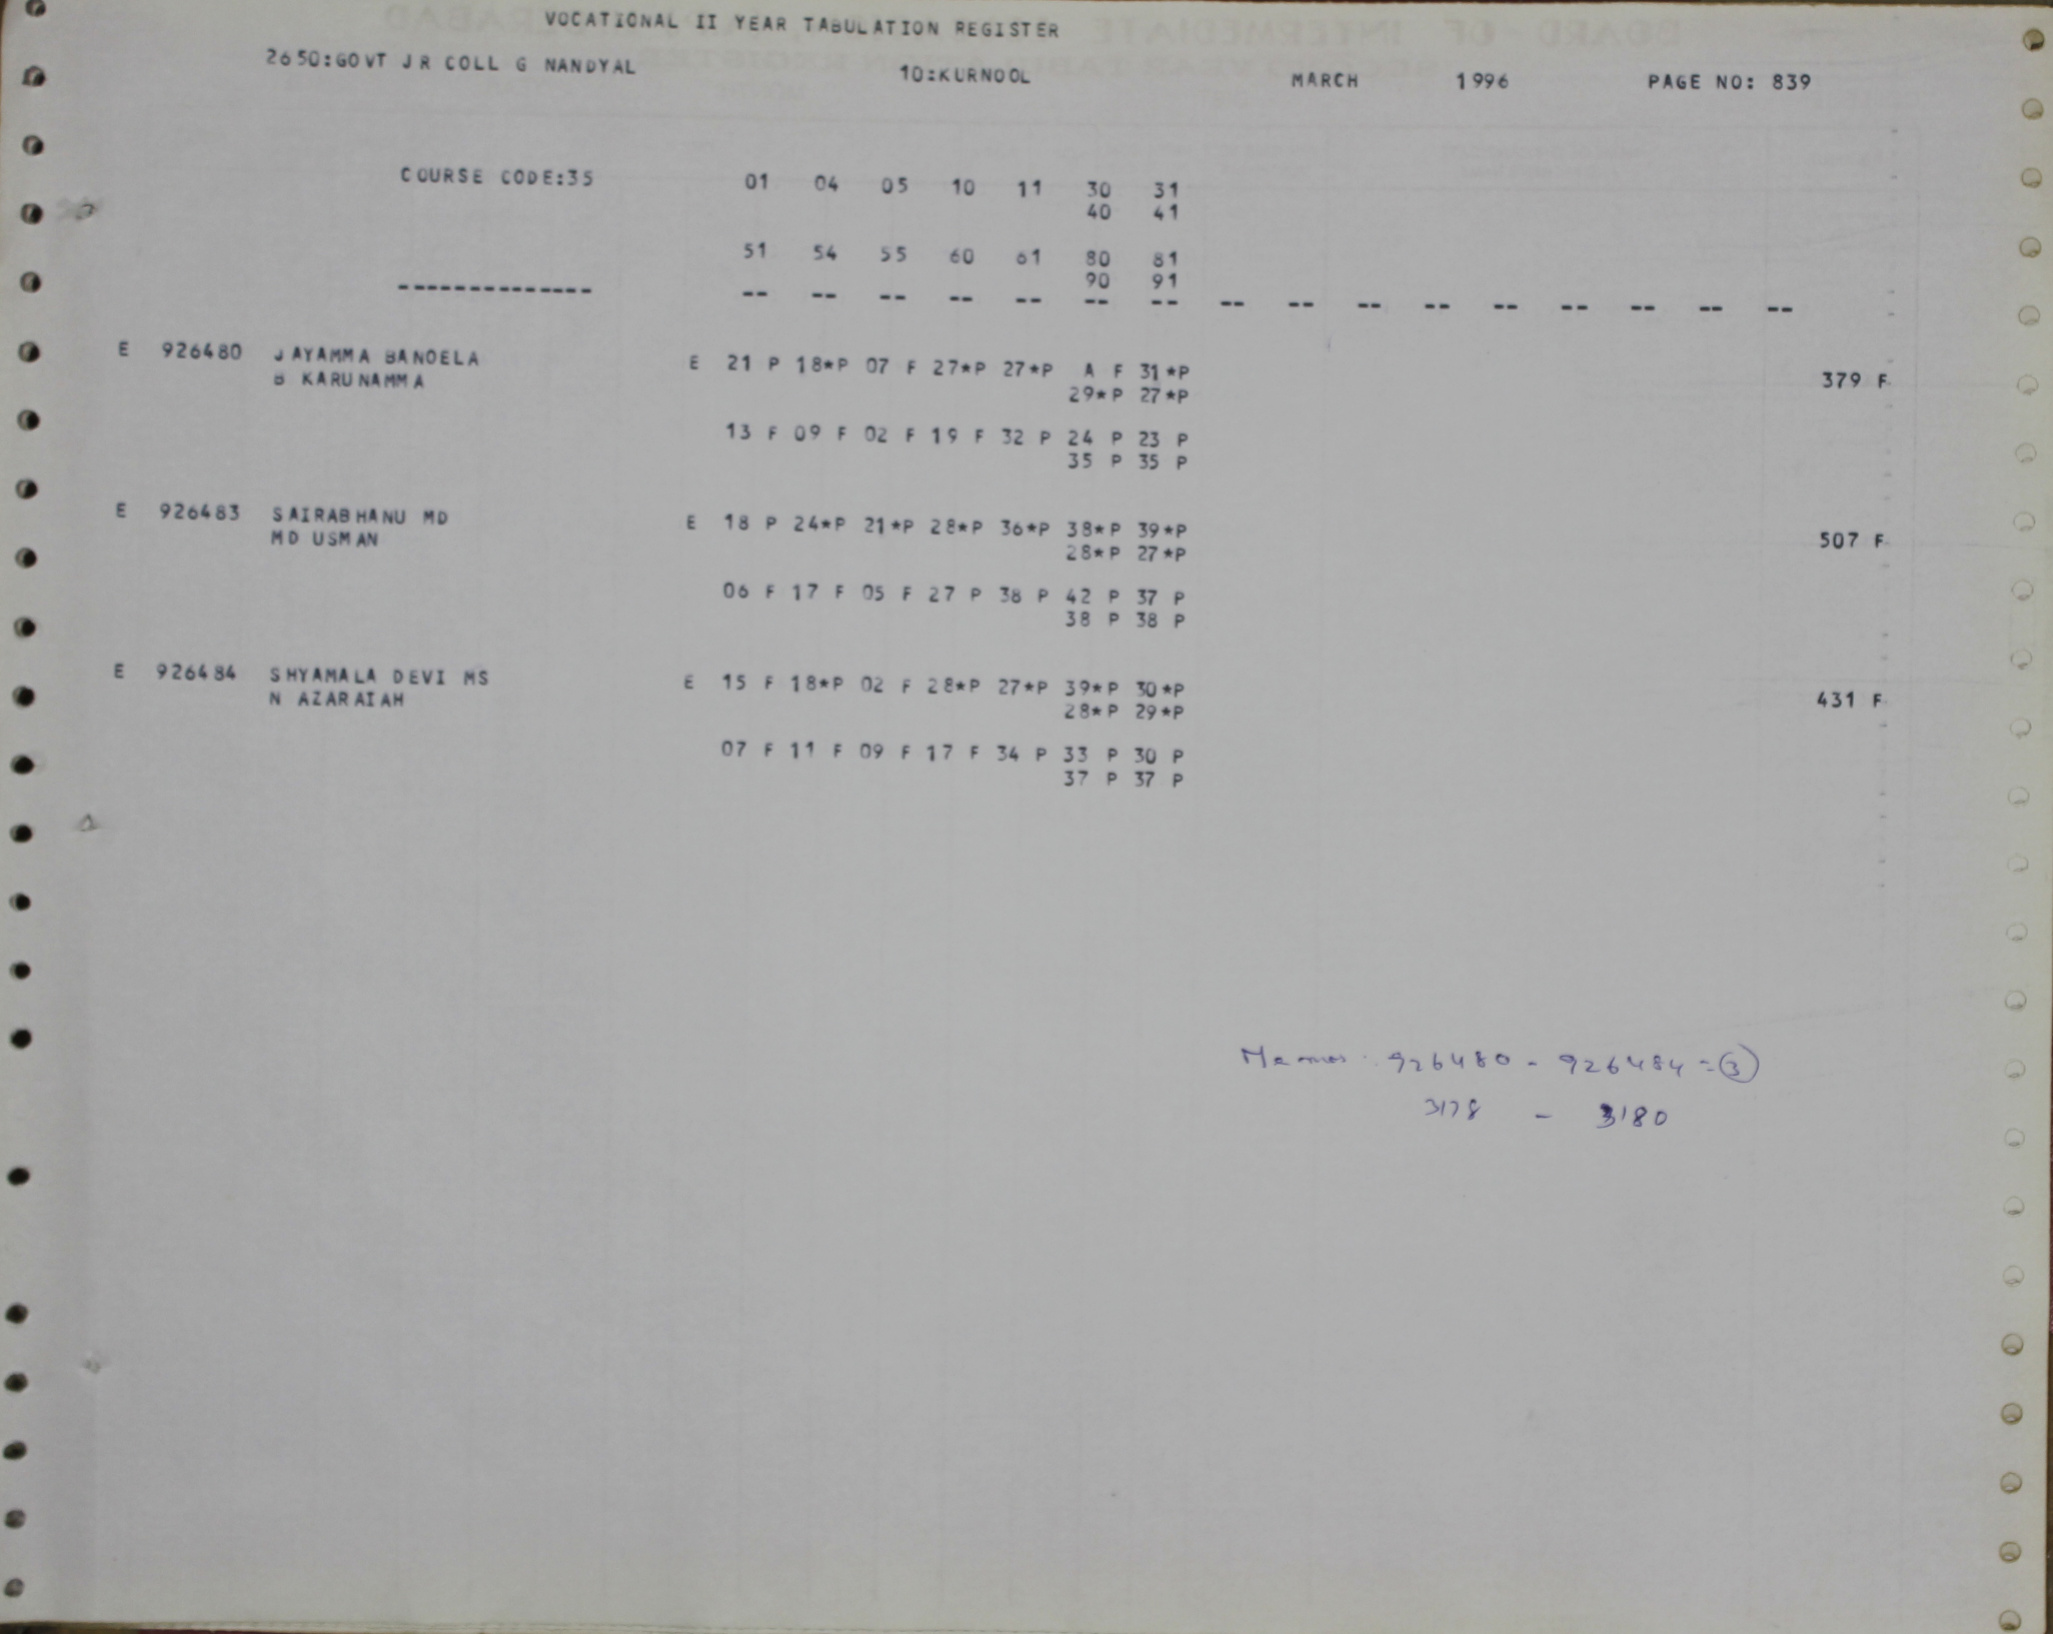 VOCATIONAL II YEAR TABULATION REGISTER
2650:GOVT JR COLL G NANDYAL 10:KURNOOL MARCH 1996 PAGE NO: 839
COURSE CODE:35 01 04 05 10 11 30 31
40 41
51 54 55 60 61 80 81
90 91
-------------- -- -- -- -- -- -- -- -- -- -- -- -- -- -- -- --
E 926480 JAYAMMA BANOELA E 21 P 18*P 07 F 27*P 27*P A F 31*P 379 F
B KARUNAMMA 29*P 27*P
13 F 09 F 02 F 19 F 32 P 24 P 23 P
35 P 35 P
E 926483 SAIRABHANU MD E 18 P 24*P 21*P 28*P 36*P 38*P 39*P 507 F
MD USMAN 28*P 27*P
06 F 17 F 05 F 27 P 38 P 42 P 37 P
38 P 38 P
E 926484 SHYAMALA DEVI MS E 15 F 18*P 02 F 28*P 27*P 39*P 30*P 431 F
N AZARAIAH 28*P 29*P
07 F 11 F 09 F 17 F 34 P 33 P 30 P
37 P 37 P
Memos 926480 - 926484 = 3
3178 - 3180